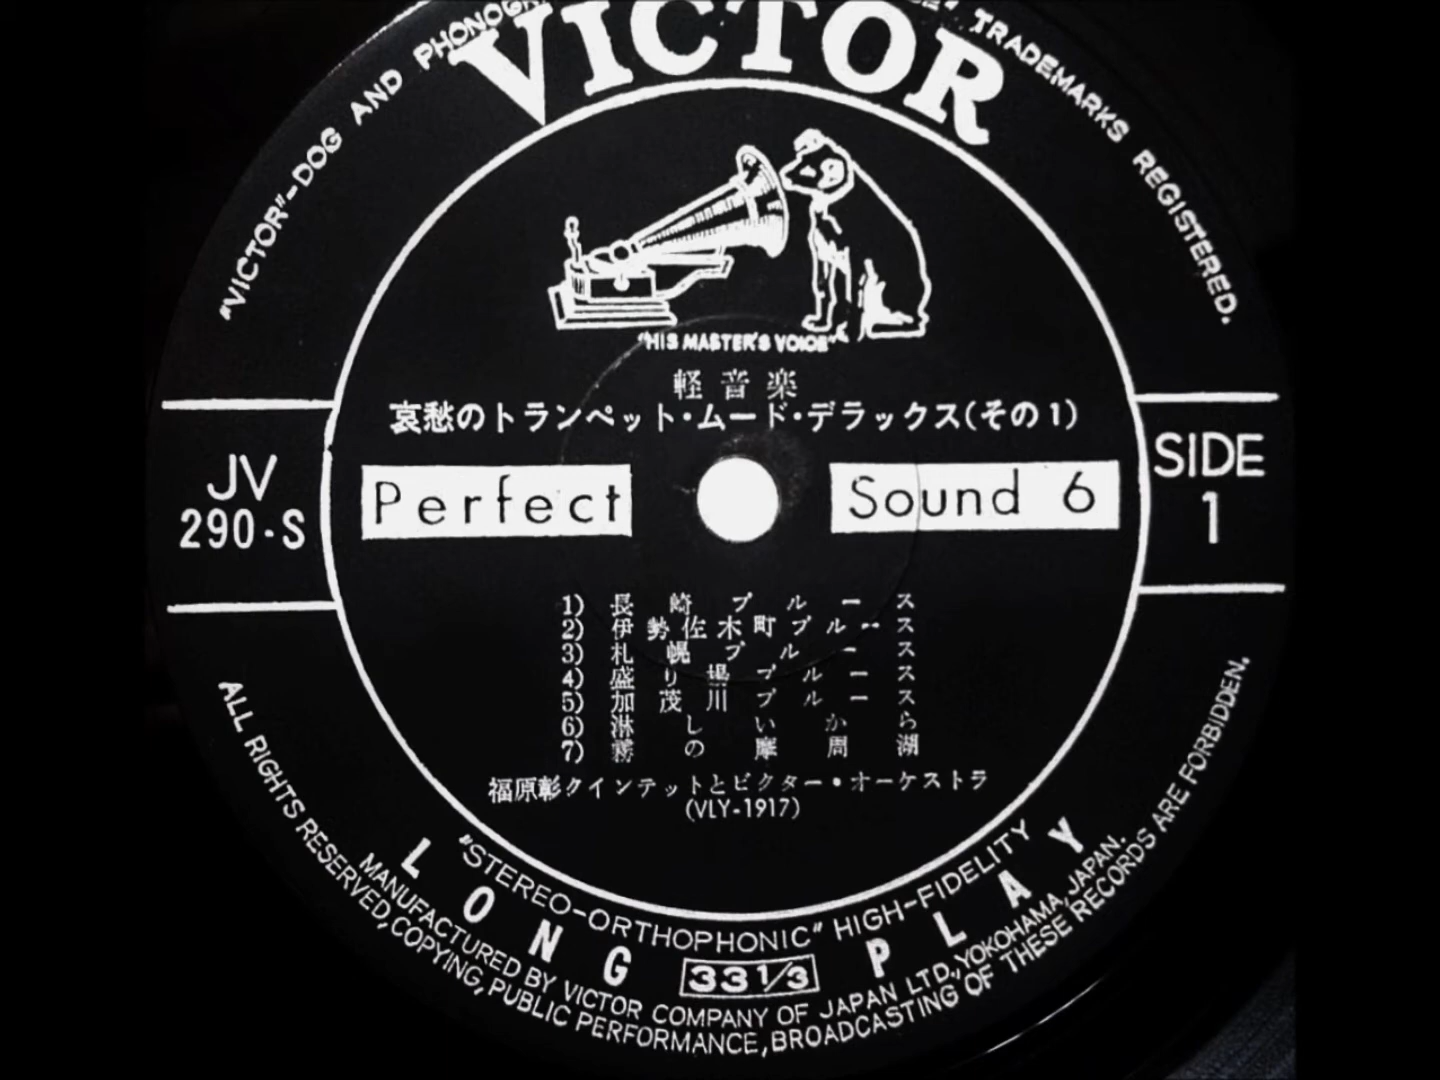 VICTOR
"VICTOR"-DOG AND
TRADEMARKS REGISTERED.
"HIS MASTER'S VOICE"
軽音楽
哀愁のトランペット・ムード・デラックス(その1)
JV
290-S
Perfect
Sound 6
SIDE
1
1) 長崎ブルース
2) 伊勢佐木町ブルース
3) 札幌ブルース
4) 盛り場ブルース
5) 加茂川ブルース
6) 淋しいから
7) 霧の摩周湖
福原彰クインテットとビクター・オーケストラ
(VLY-1917)
"STEREO-ORTHOPHONIC" HIGH-FIDELITY
LONG 33 1/3 PLAY
MANUFACTURED BY VICTOR COMPANY OF JAPAN LTD., YOKOHAMA, JAPAN.
ALL RIGHTS RESERVED, COPYING, PUBLIC PERFORMANCE, BROADCASTING OF THESE RECORDS ARE FORBIDDEN.